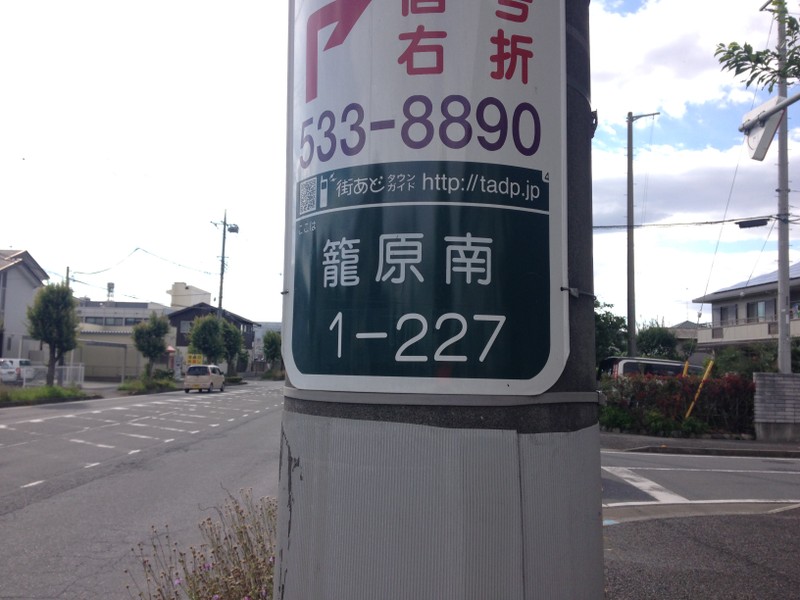 号折
信右
533-8890
街あどタウンガイド http://tadp.jp
ここは
籠原南
1-227